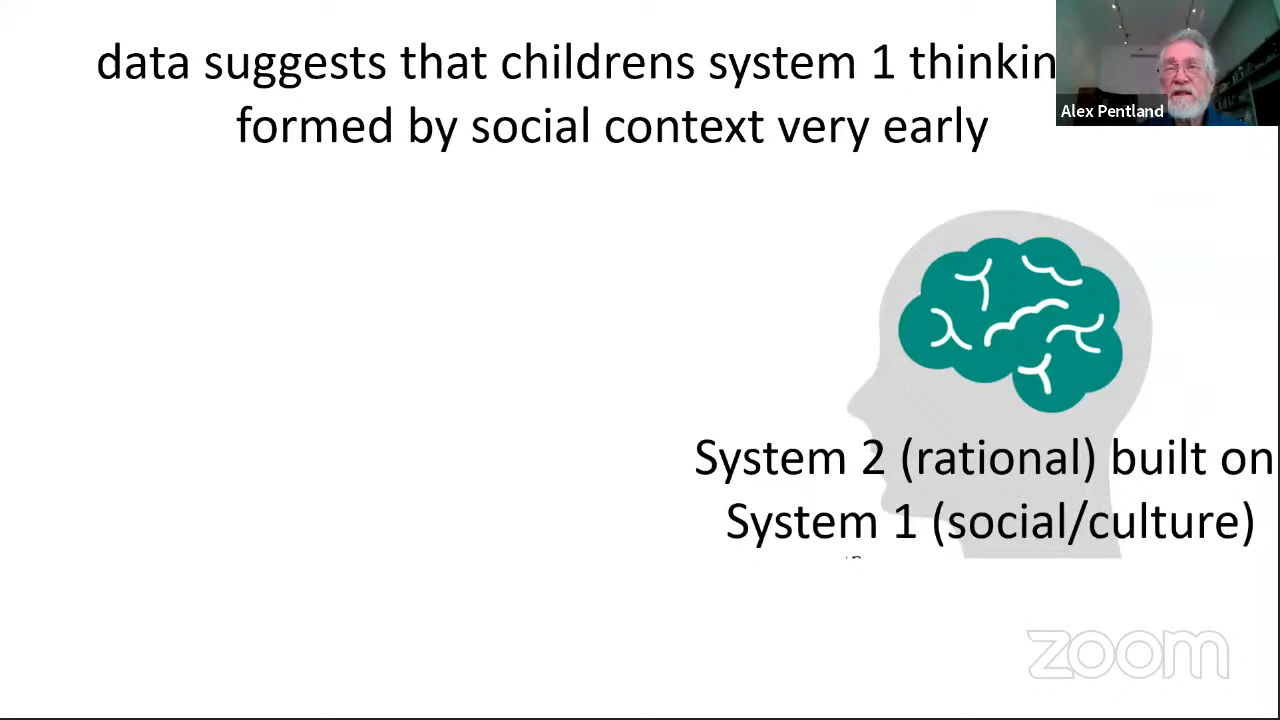 data suggests that childrens system 1 thinkin
formed by social context very early
Alex Pentland
System 2 (rational) built on
System 1 (social/culture)
zoom